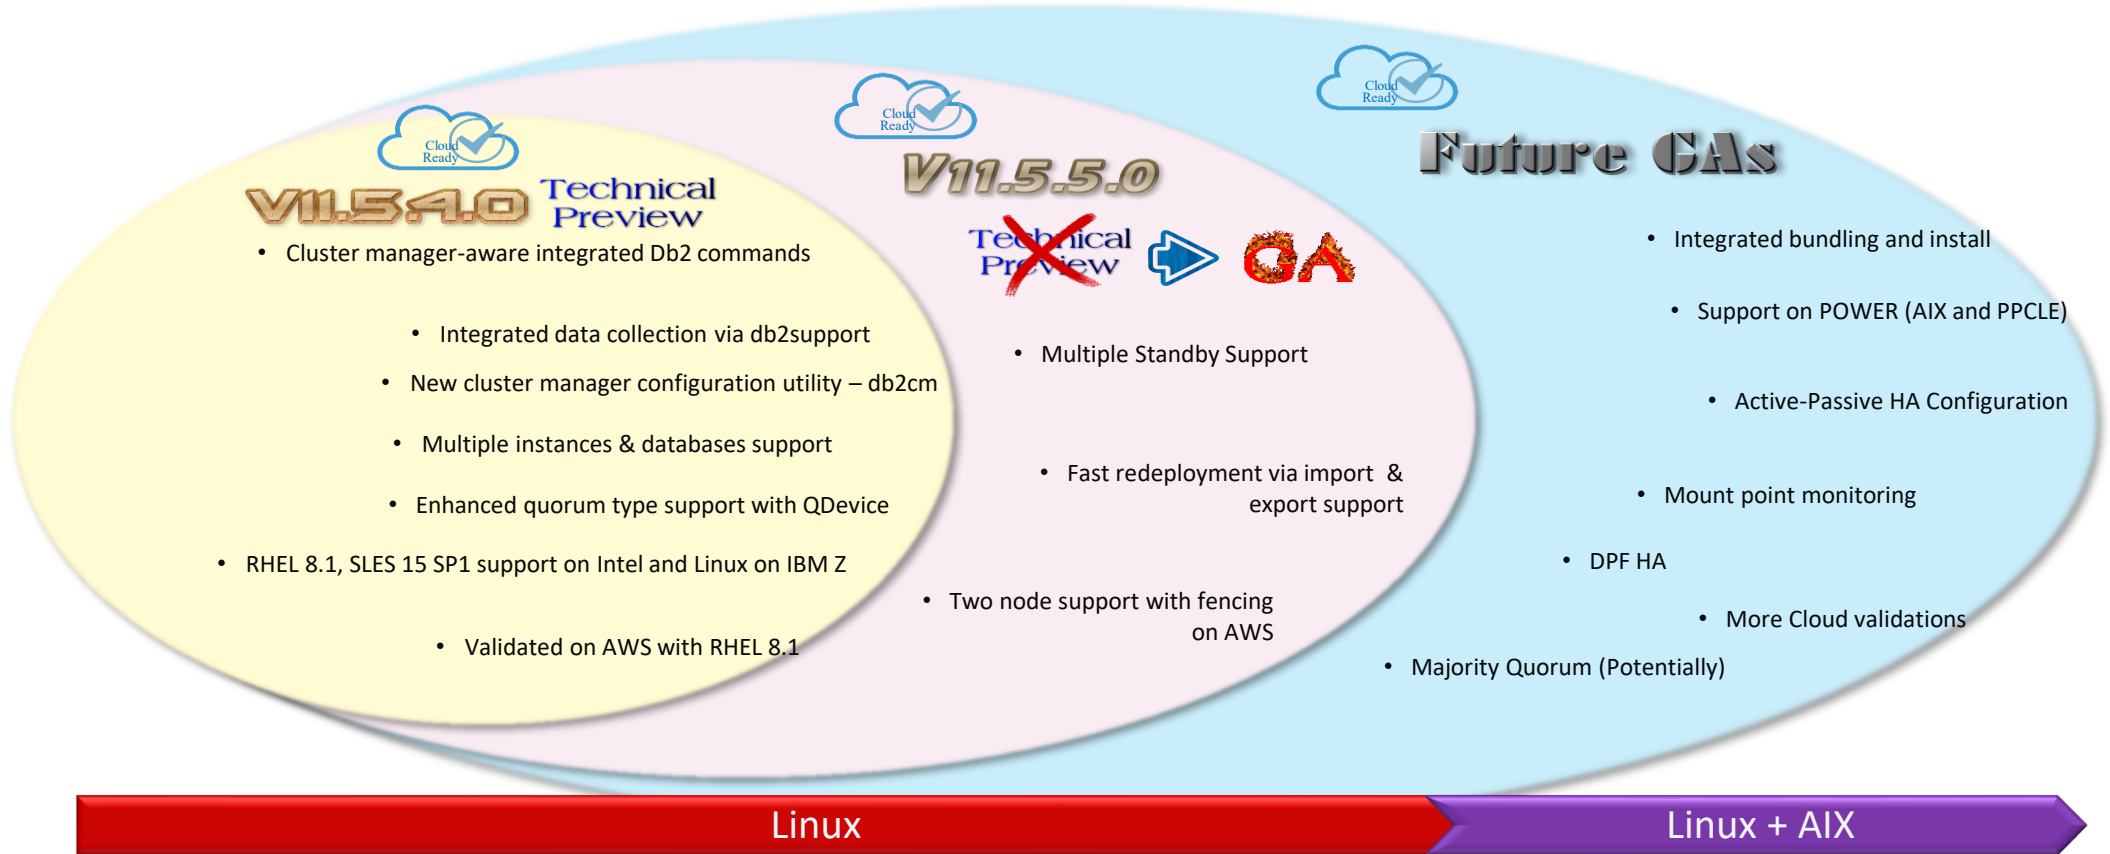 Cloud
Ready
V11.5.4.0
Technical
Preview
• Cluster manager-aware integrated Db2 commands
• Integrated data collection via db2support
• New cluster manager configuration utility – db2cm
• Multiple instances & databases support
• Enhanced quorum type support with QDevice
• RHEL 8.1, SLES 15 SP1 support on Intel and Linux on IBM Z
• Validated on AWS with RHEL 8.1
Cloud
Ready
V11.5.5.0
Technical
Preview
GA
• Multiple Standby Support
• Fast redeployment via import &
export support
• Two node support with fencing
on AWS
Cloud
Ready
Future GAs
• Integrated bundling and install
• Support on POWER (AIX and PPCLE)
• Active-Passive HA Configuration
• Mount point monitoring
• DPF HA
• More Cloud validations
• Majority Quorum (Potentially)
Linux
Linux + AIX